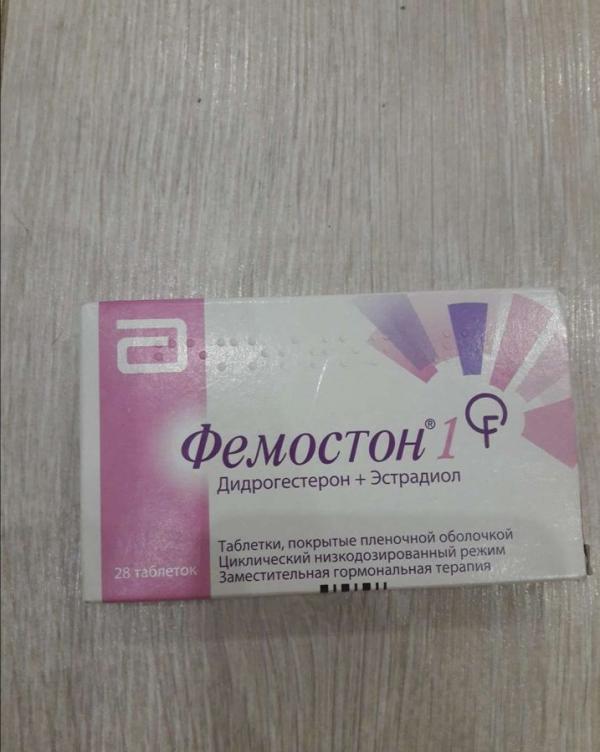 Фемостон® 1
Дидрогестерон + Эстрадиол
Таблетки, покрытые пленочной оболочкой
Циклический низкодозированный режим
Заместительная гормональная терапия
28 таблеток